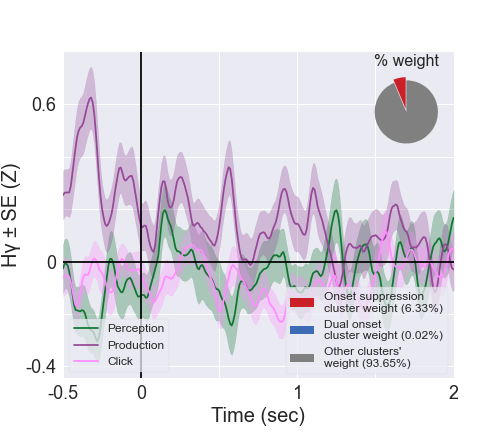 % weight
Hγ ± SE (Z)
0.6
0
-0.4
Perception
Production
Click
Onset suppression
cluster weight (6.33%)
Dual onset
cluster weight (0.02%)
Other clusters'
weight (93.65%)
-0.5 0 1 2
Time (sec)